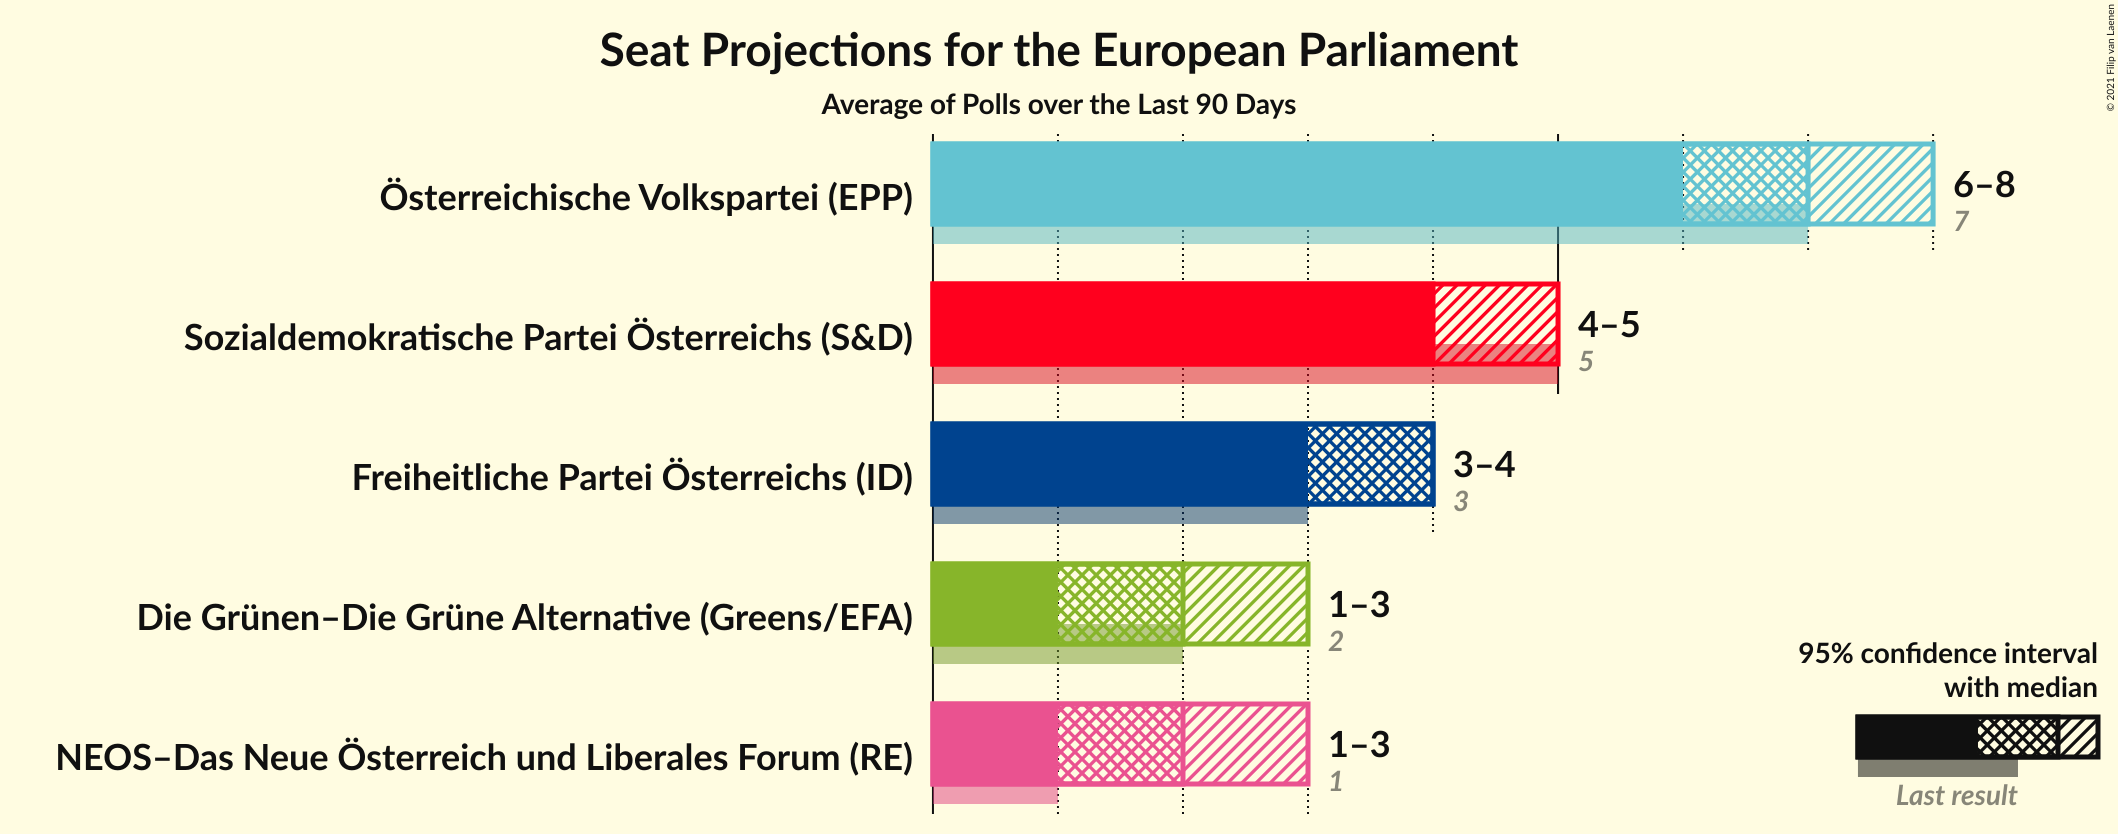 Seat Projections for the European Parliament
Average of Polls over the Last 90 Days
© 2021 Filip van Laenen
Österreichische Volkspartei (EPP)
6–8
7
Sozialdemokratische Partei Österreichs (S&D)
4–5
5
Freiheitliche Partei Österreichs (ID)
3–4
3
Die Grünen–Die Grüne Alternative (Greens/EFA)
1–3
2
NEOS–Das Neue Österreich und Liberales Forum (RE)
1–3
1
95% confidence interval
with median
Last result